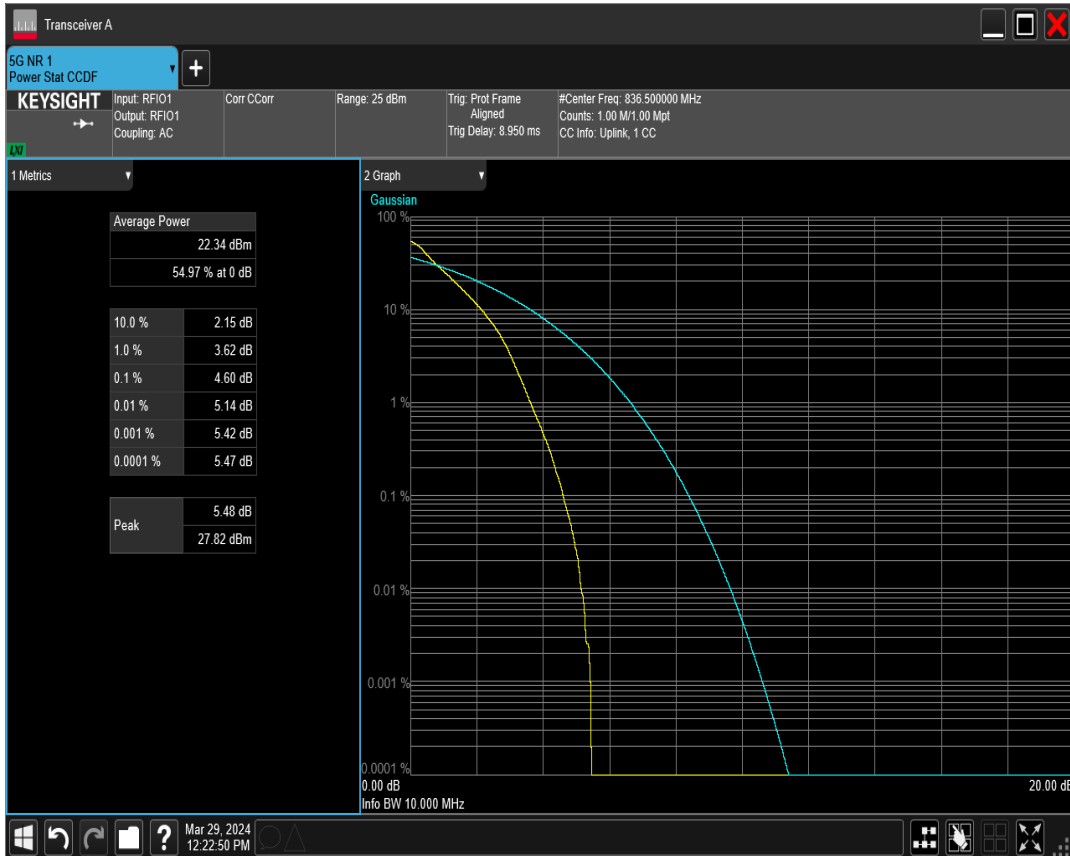 Transceiver A
5G NR 1
Power Stat CCDF
+
KEYSIGHT
LXI
Input: RFIO1
Output: RFIO1
Coupling: AC
Corr CCorr
Range: 25 dBm
Trig: Prot Frame
Aligned
Trig Delay: 8.950 ms
#Center Freq: 836.500000 MHz
Counts: 1.00 M/1.00 Mpt
CC Info: Uplink, 1 CC
1 Metrics
Average Power
22.34 dBm
54.97 % at 0 dB
10.0 % 2.15 dB
1.0 % 3.62 dB
0.1 % 4.60 dB
0.01 % 5.14 dB
0.001 % 5.42 dB
0.0001 % 5.47 dB
Peak
5.48 dB
27.82 dBm
2 Graph
Gaussian
100 %
10 %
1 %
0.1 %
0.01 %
0.001 %
0.0001 %
0.00 dB 20.00 dB
Info BW 10.000 MHz
?
Mar 29, 2024
12:22:50 PM